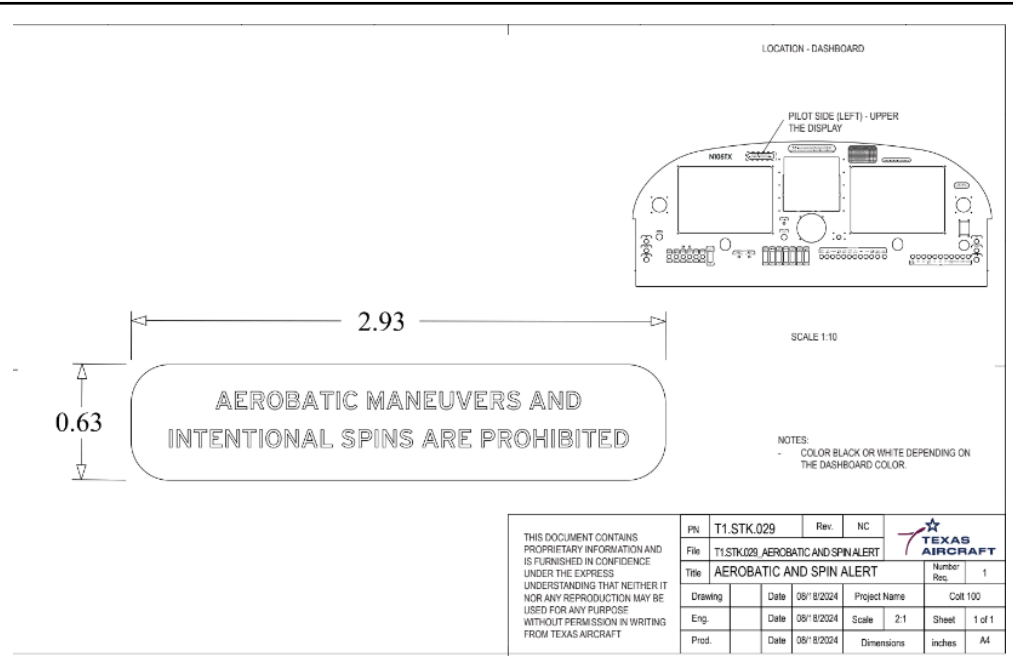 LOCATION - DASHBOARD
PILOT SIDE (LEFT) - UPPER
THE DISPLAY
N106TX
SCALE 1:10
2.93
0.63
AEROBATIC MANEUVERS AND
INTENTIONAL SPINS ARE PROHIBITED
NOTES:
- COLOR BLACK OR WHITE DEPENDING ON
THE DASHBOARD COLOR.
THIS DOCUMENT CONTAINS
PROPRIETARY INFORMATION AND
IS FURNISHED IN CONFIDENCE
UNDER THE EXPRESS
UNDERSTANDING THAT NEITHER IT
NOR ANY REPRODUCTION MAY BE
USED FOR ANY PURPOSE
WITHOUT PERMISSION IN WRITING
FROM TEXAS AIRCRAFT
PN T1.STK.029 Rev. NC
File T1.STK.029_AEROBATIC AND SPIN ALERT
TEXAS
AIRCRAFT
Title AEROBATIC AND SPIN ALERT Number Req. 1
Drawing Date 08/18/2024 Project Name Colt 100
Eng. Date 08/18/2024 Scale 2:1 Sheet 1 of 1
Prod. Date 08/18/2024 Dimensions inches A4